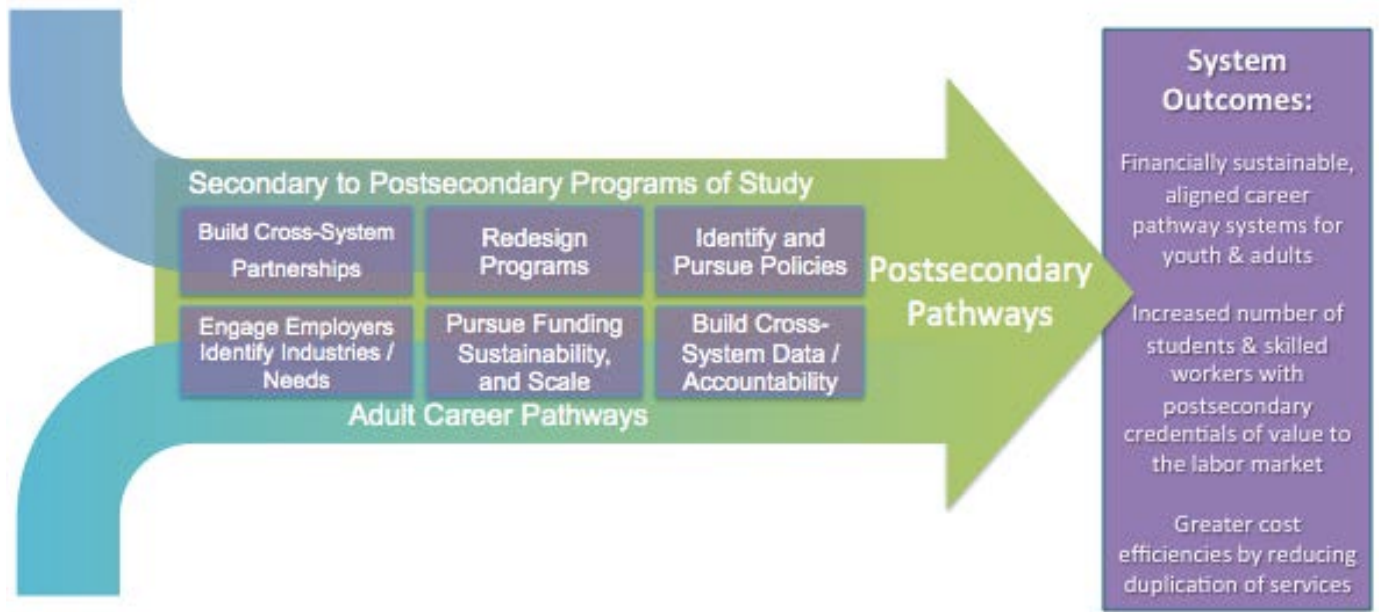 Secondary to Postsecondary Programs of Study
Build Cross-System
Partnerships
Redesign
Programs
Identify and
Pursue Policies
Engage Employers
Identify Industries /
Needs
Pursue Funding
Sustainability,
and Scale
Build Cross-
System Data /
Accountability
Adult Career Pathways
Postsecondary
Pathways
System
Outcomes:
Financially sustainable,
aligned career
pathway systems for
youth & adults
Increased number of
students & skilled
workers with
postsecondary
credentials of value to
the labor market
Greater cost
efficiencies by reducing
duplication of services